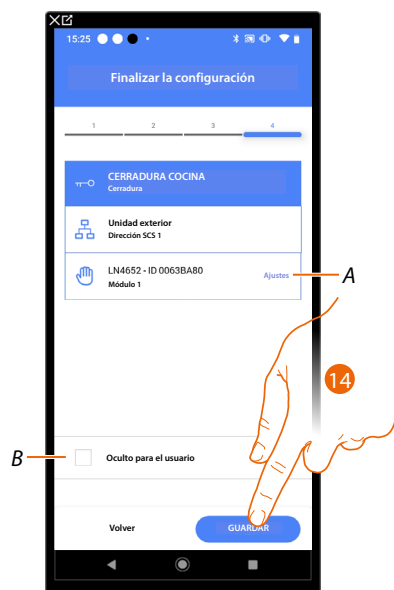 15:25
Finalizar la configuración
1 2 3 4
CERRADURA COCINA
Cerradura
Unidad exterior
Dirección SCS 1
LN4652 - ID 0063BA80
Ajustes
Módulo 1
A
14
B
Oculto para el usuario
Volver
GUARDAR